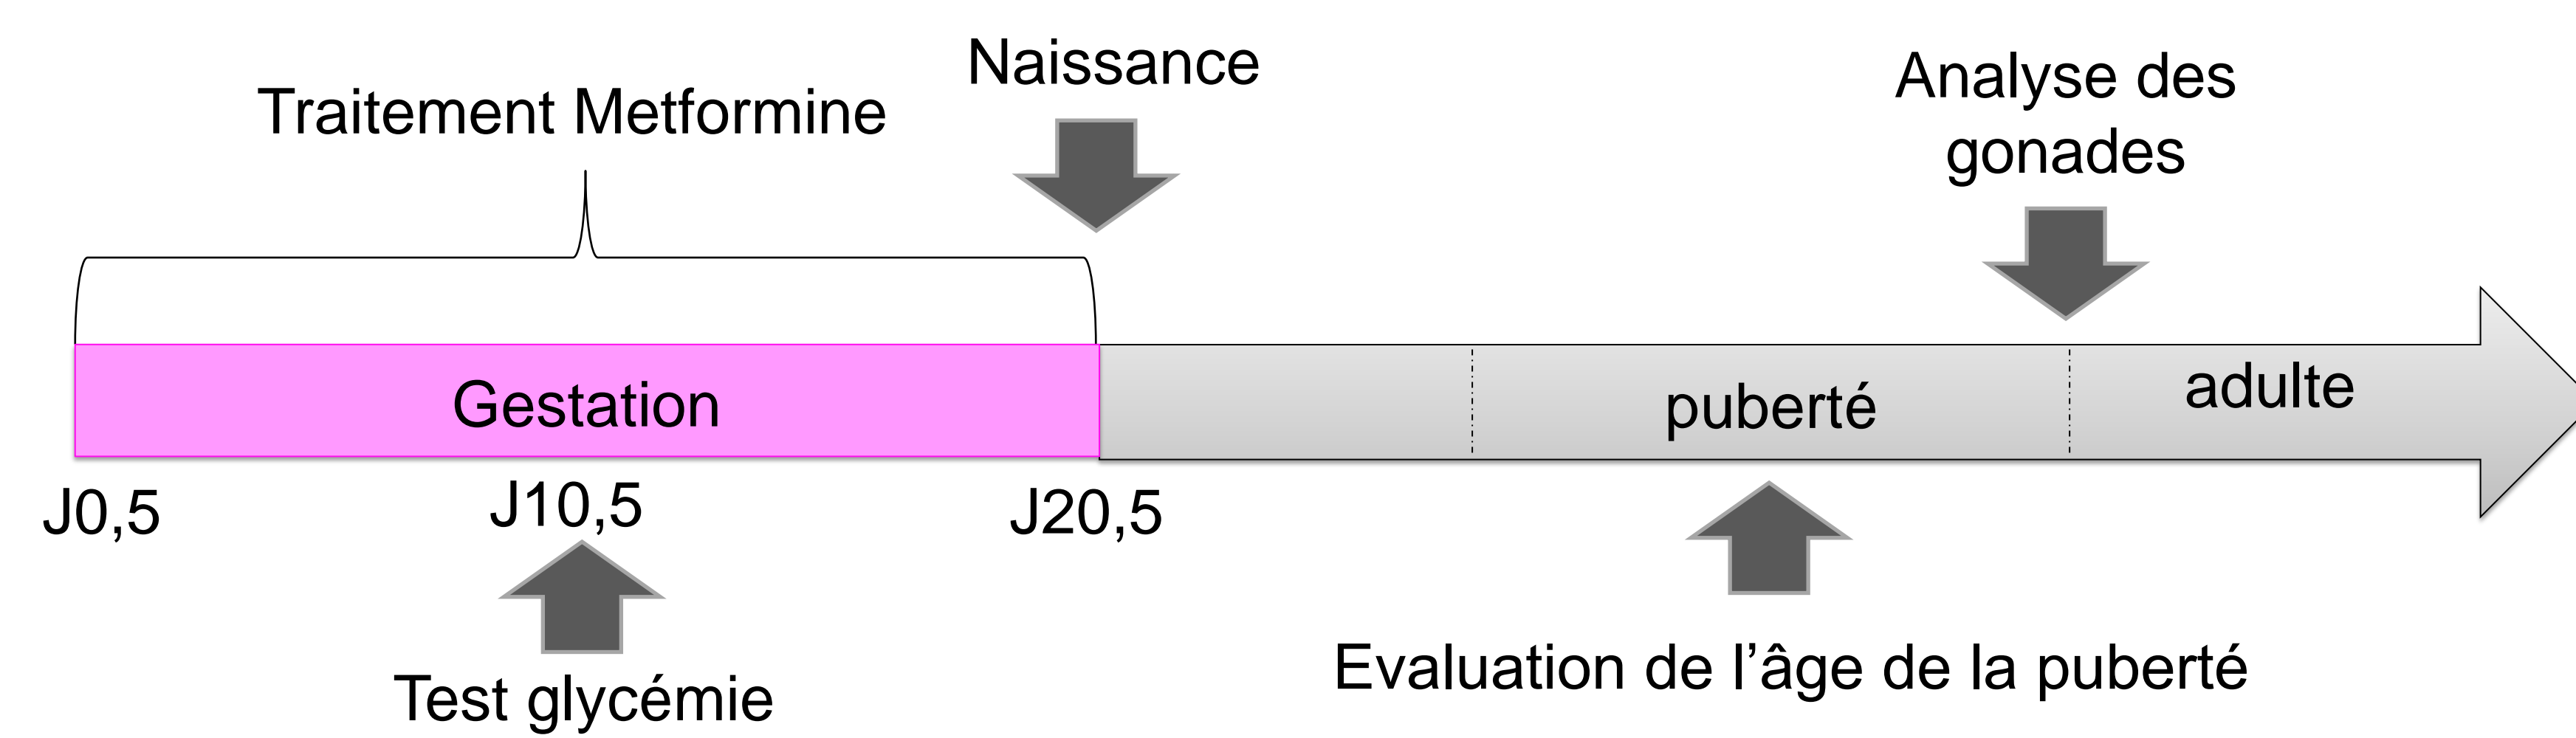 Naissance
Traitement Metformine
Analyse des
gonades
Gestation
puberté
adulte
J0,5
J10,5
J20,5
Test glycémie
Evaluation de l’âge de la puberté